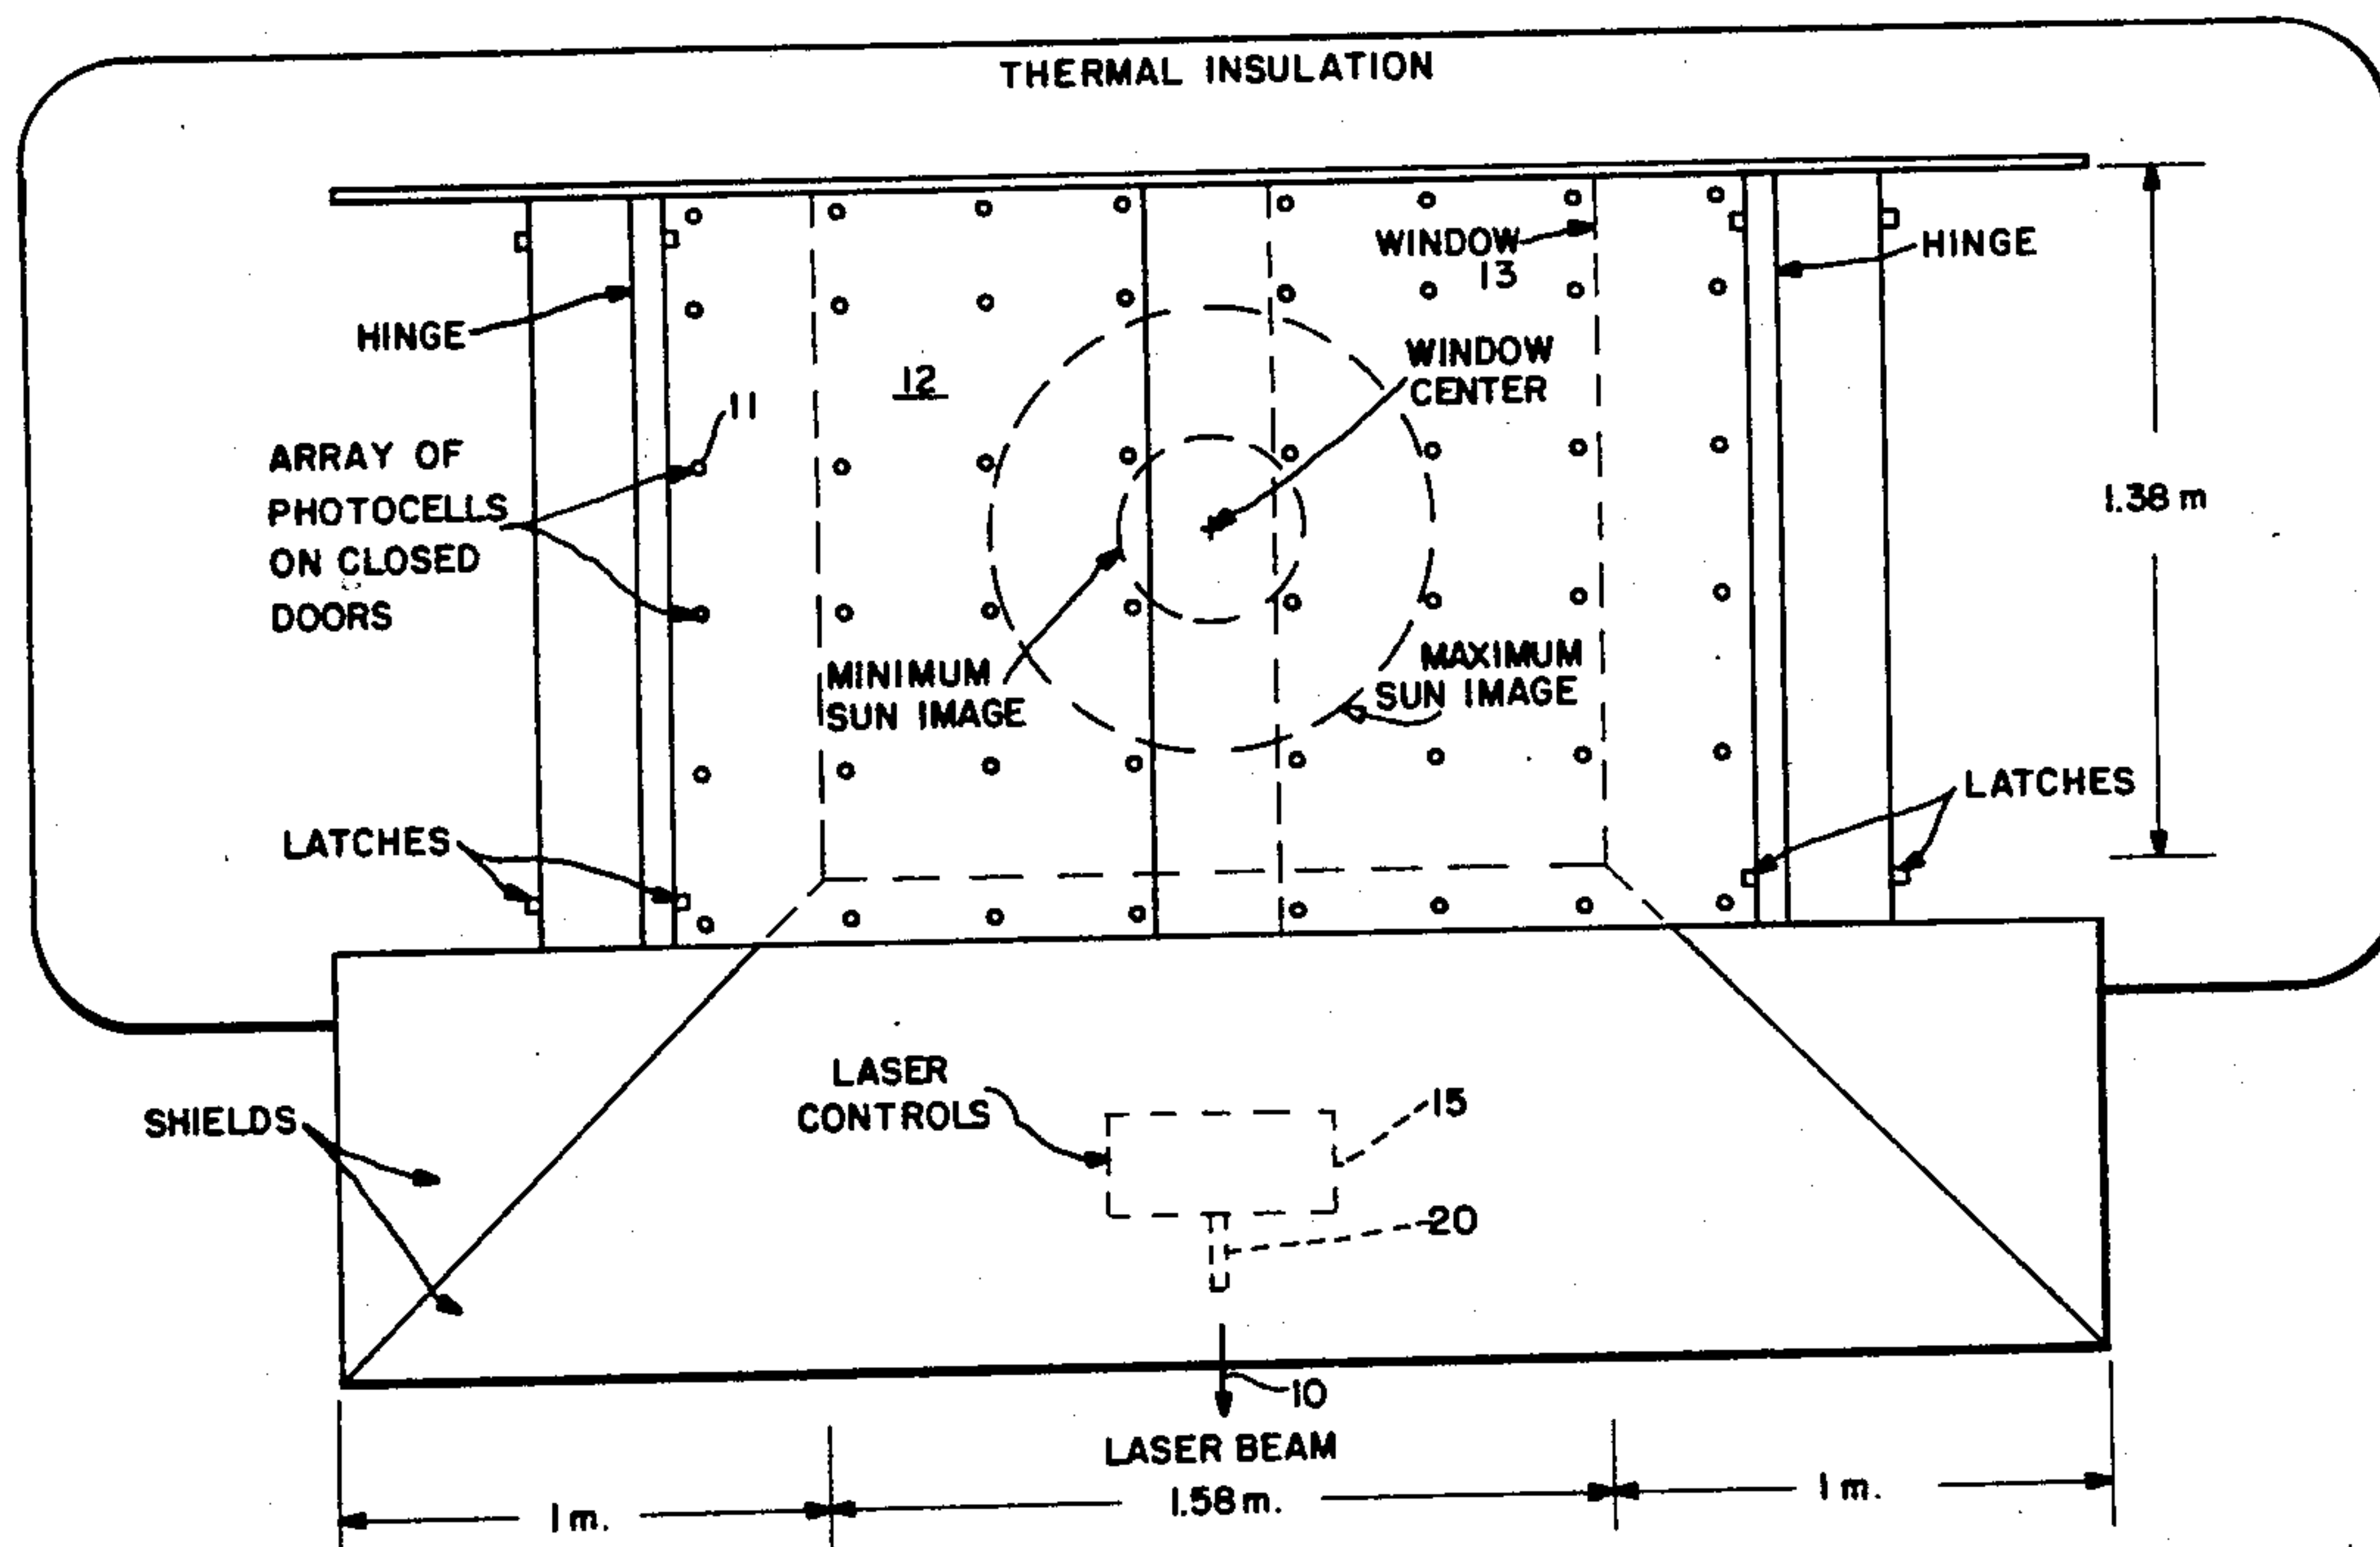 THERMAL INSULATION
WINDOW
13
HINGE
HINGE
WINDOW
CENTER
12
11
ARRAY OF
PHOTOCELLS
ON CLOSED
DOORS
1.38 m
MINIMUM
SUN IMAGE
MAXIMUM
SUN IMAGE
LATCHES
LATCHES
LASER
CONTROLS
15
SHIELDS
20
10
LASER BEAM
1 m.
1.58 m.
1 m.